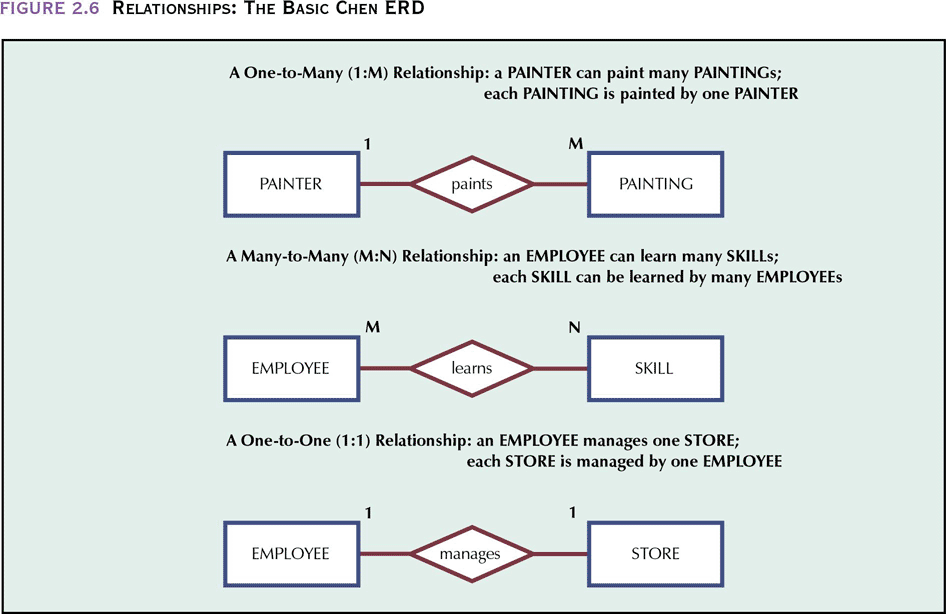 FIGURE 2.6 RELATIONSHIPS: THE BASIC CHEN ERD
A One-to-Many (1:M) Relationship: a PAINTER can paint many PAINTINGs;
each PAINTING is painted by one PAINTER
1 M
PAINTER paints PAINTING
A Many-to-Many (M:N) Relationship: an EMPLOYEE can learn many SKILLs;
each SKILL can be learned by many EMPLOYEEs
M N
EMPLOYEE learns SKILL
A One-to-One (1:1) Relationship: an EMPLOYEE manages one STORE;
each STORE is managed by one EMPLOYEE
1 1
EMPLOYEE manages STORE